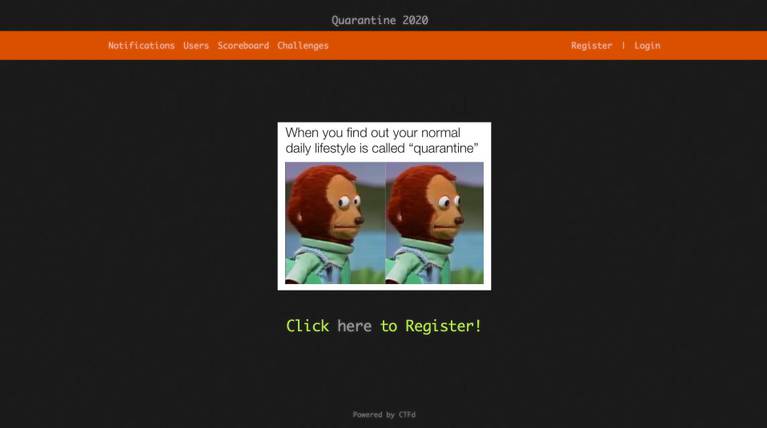 Quarantine 2020
Notifications Users Scoreboard Challenges
Register | Login
When you find out your normal
daily lifestyle is called “quarantine”
Click here to Register!
Powered by CTFd